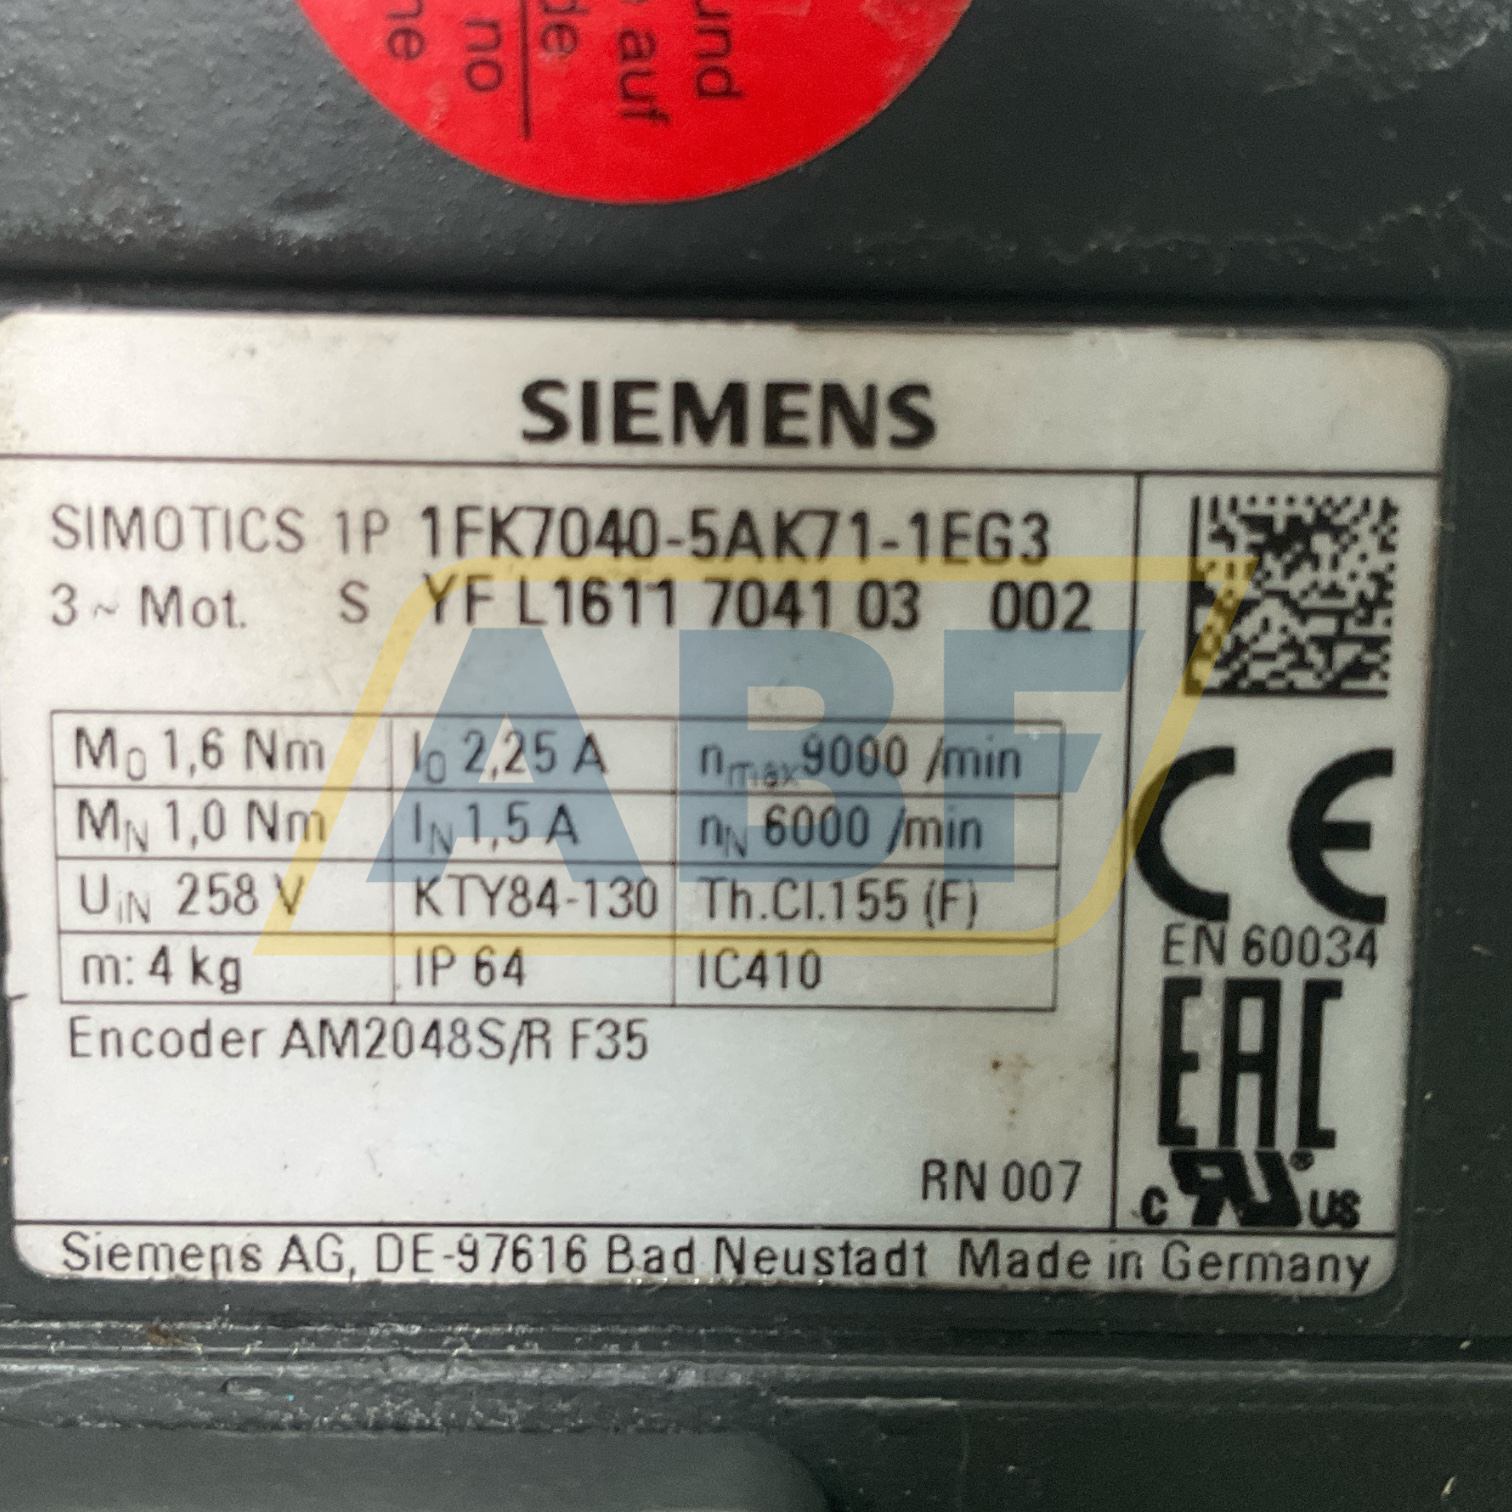 und
auf
de
no
ne
SIEMENS
SIMOTICS 1P 1FK7040-5AK71-1EG3
3 ~ Mot. S YF L1611 7041 03 002
M0 1,6 Nm I0 2,25 A nmax 9000 /min
MN 1,0 Nm IN 1,5 A nN 6000 /min
UiN 258 V KTY84-130 Th.Cl.155 (F)
m: 4 kg IP 64 IC410
Encoder AM2048S/R F35
RN 007
CE
EN 60034
EAC
c RU ® US
Siemens AG, DE-97616 Bad Neustadt Made in Germany
ABF